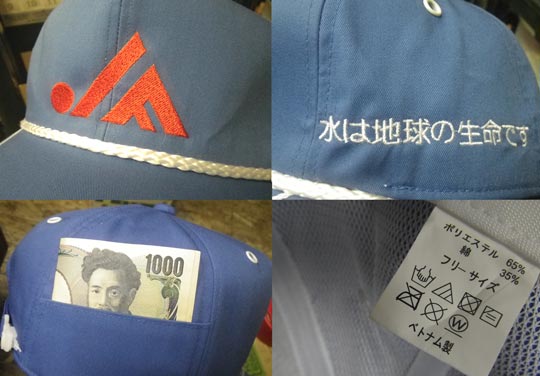 JF
水は地球の生命です
1000
ポリエステル 65%
綿 35%
フリーサイズ
W
ベトナム製